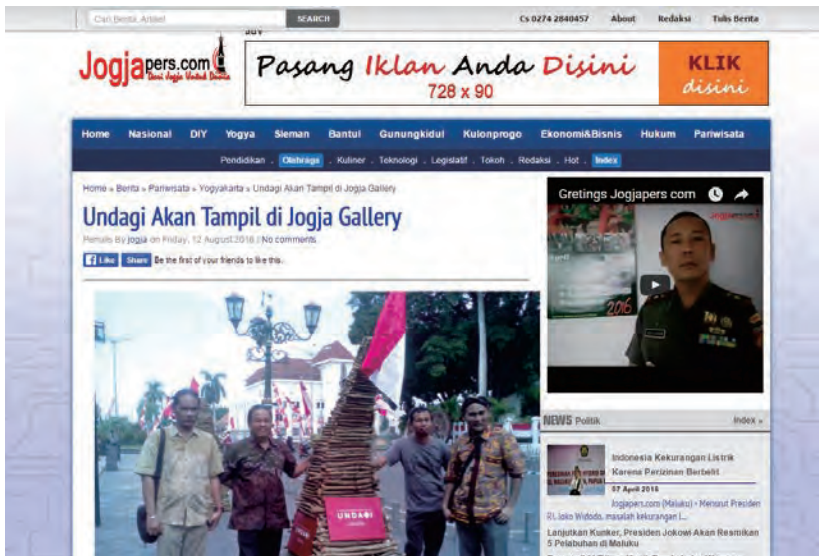 Cari Berita, Artikel
SEARCH
Cs 0274 2840457 About Redaksi Tulis Berita
Jogjapers.com
Dari Jogja Untuk Dunia
Pasang Iklan Anda Disini
728 x 90
KLIK
disini
Home Nasional DIY Yogya Sleman Bantul Gunungkidul Kulonprogo Ekonomi&Bisnis Hukum Pariwisata
Pendidikan . Olahraga . Kuliner . Teknologi . Legislatif . Tokoh . Redaksi . Hot . Index
Home » Berita » Pariwisata » Yogyakarta » Undagi Akan Tampil di Jogja Gallery
Undagi Akan Tampil di Jogja Gallery
Penulis By jogja on Friday, 12 August 2016 | No comments
Like Share Be the first of your friends to like this.
UNDAGI
Gretings Jogjapers com
2016
NEWS Politik
Index »
Indonesia Kekurangan Listrik
Karena Perizinan Berbelit
07 April 2016
Jogjapers.com (Maluku) - Menurut Presiden
RI, Joko Widodo, masalah kekurangan l...
Lanjutkan Kunker, Presiden Jokowi Akan Resmikan
5 Pelabuhan di Maluku